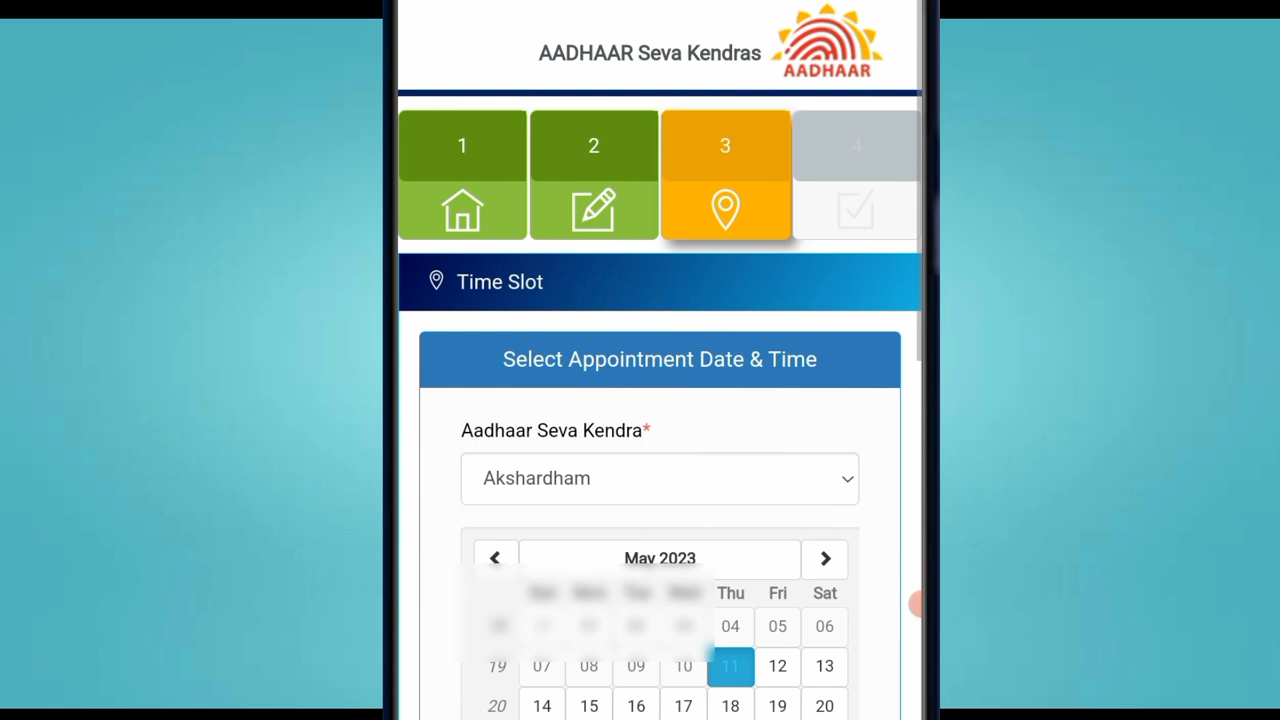 AADHAAR Seva Kendras
AADHAAR
1 2 3 4
Time Slot
Select Appointment Date & Time
Aadhaar Seva Kendra*
Akshardham
May 2023
Thu Fri Sat
04 05 06
19 07 08 09 10 11 12 13
20 14 15 16 17 18 19 20